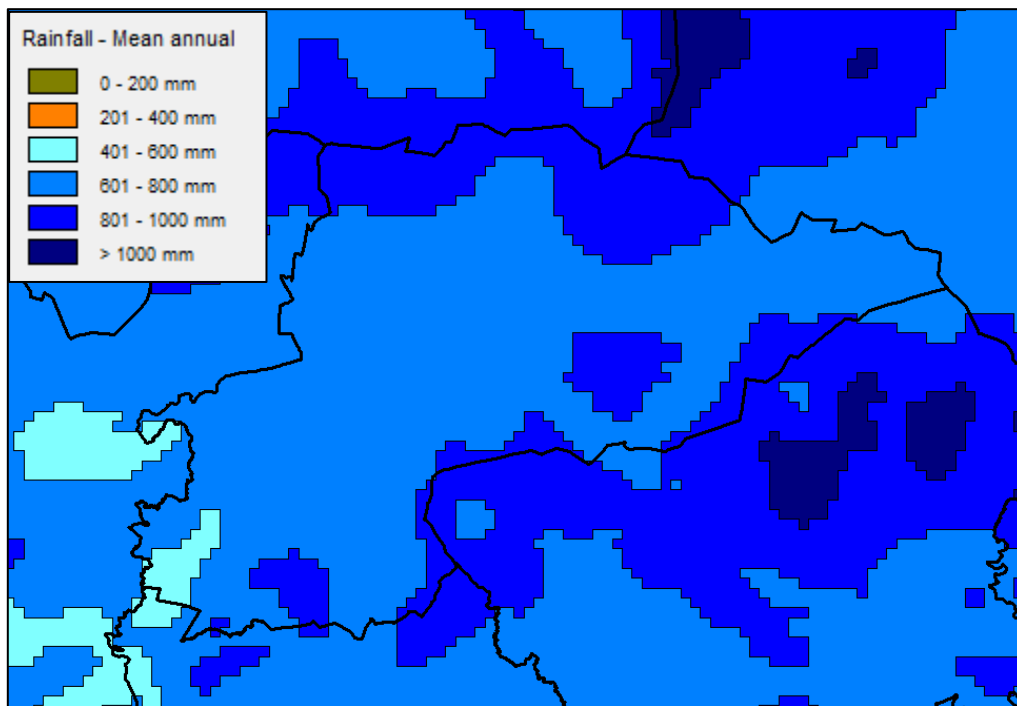 Rainfall - Mean annual
0 - 200 mm
201 - 400 mm
401 - 600 mm
601 - 800 mm
801 - 1000 mm
> 1000 mm